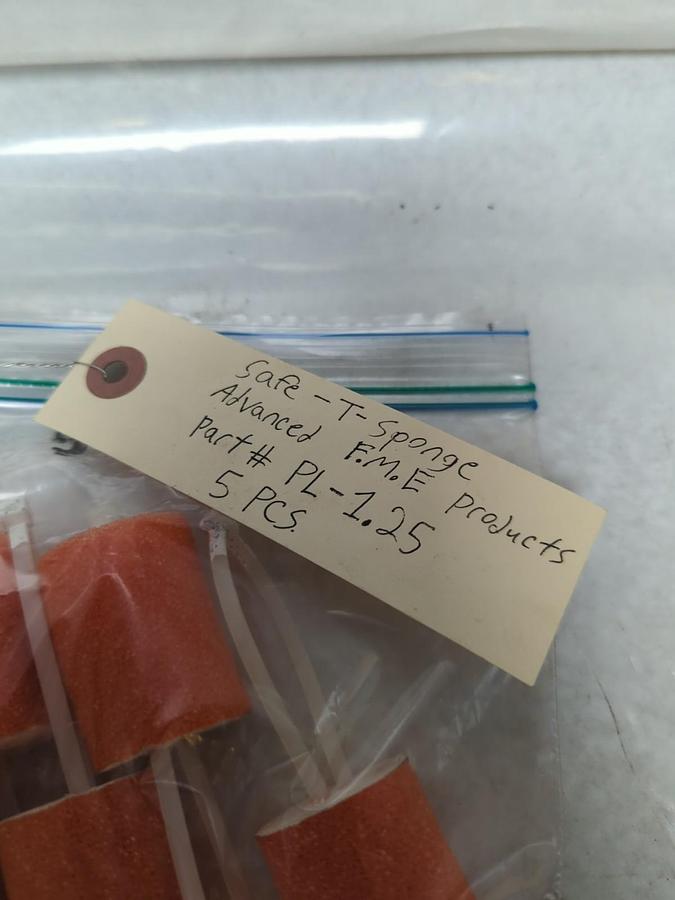 Safe-T-Sponge
Advanced F.M.E products
Part# PL-1.25
5 PCS.